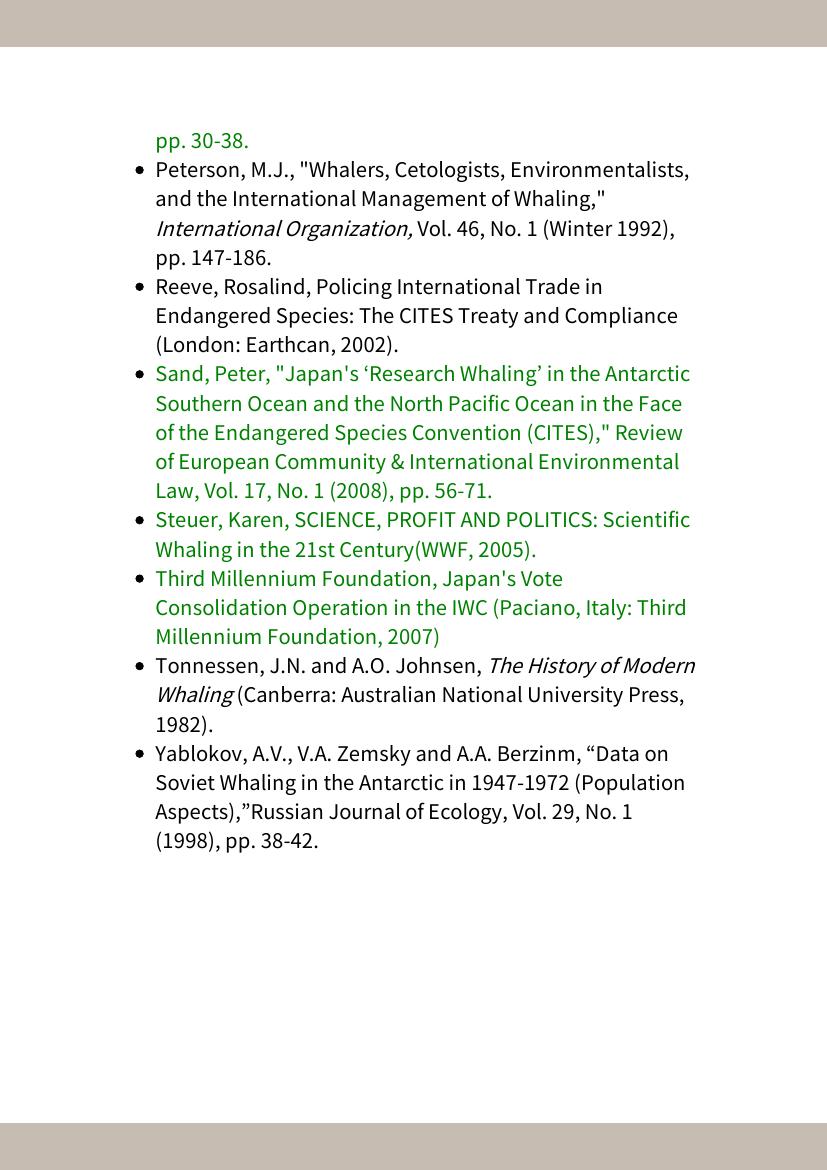 pp. 30-38.
• Peterson, M.J., "Whalers, Cetologists, Environmentalists,
and the International Management of Whaling,"
International Organization, Vol. 46, No. 1 (Winter 1992),
pp. 147-186.
• Reeve, Rosalind, Policing International Trade in
Endangered Species: The CITES Treaty and Compliance
(London: Earthcan, 2002).
• Sand, Peter, "Japan's ‘Research Whaling’ in the Antarctic
Southern Ocean and the North Pacific Ocean in the Face
of the Endangered Species Convention (CITES)," Review
of European Community & International Environmental
Law, Vol. 17, No. 1 (2008), pp. 56-71.
• Steuer, Karen, SCIENCE, PROFIT AND POLITICS: Scientific
Whaling in the 21st Century(WWF, 2005).
• Third Millennium Foundation, Japan's Vote
Consolidation Operation in the IWC (Paciano, Italy: Third
Millennium Foundation, 2007)
• Tonnessen, J.N. and A.O. Johnsen, The History of Modern
Whaling (Canberra: Australian National University Press,
1982).
• Yablokov, A.V., V.A. Zemsky and A.A. Berzinm, “Data on
Soviet Whaling in the Antarctic in 1947-1972 (Population
Aspects),”Russian Journal of Ecology, Vol. 29, No. 1
(1998), pp. 38-42.